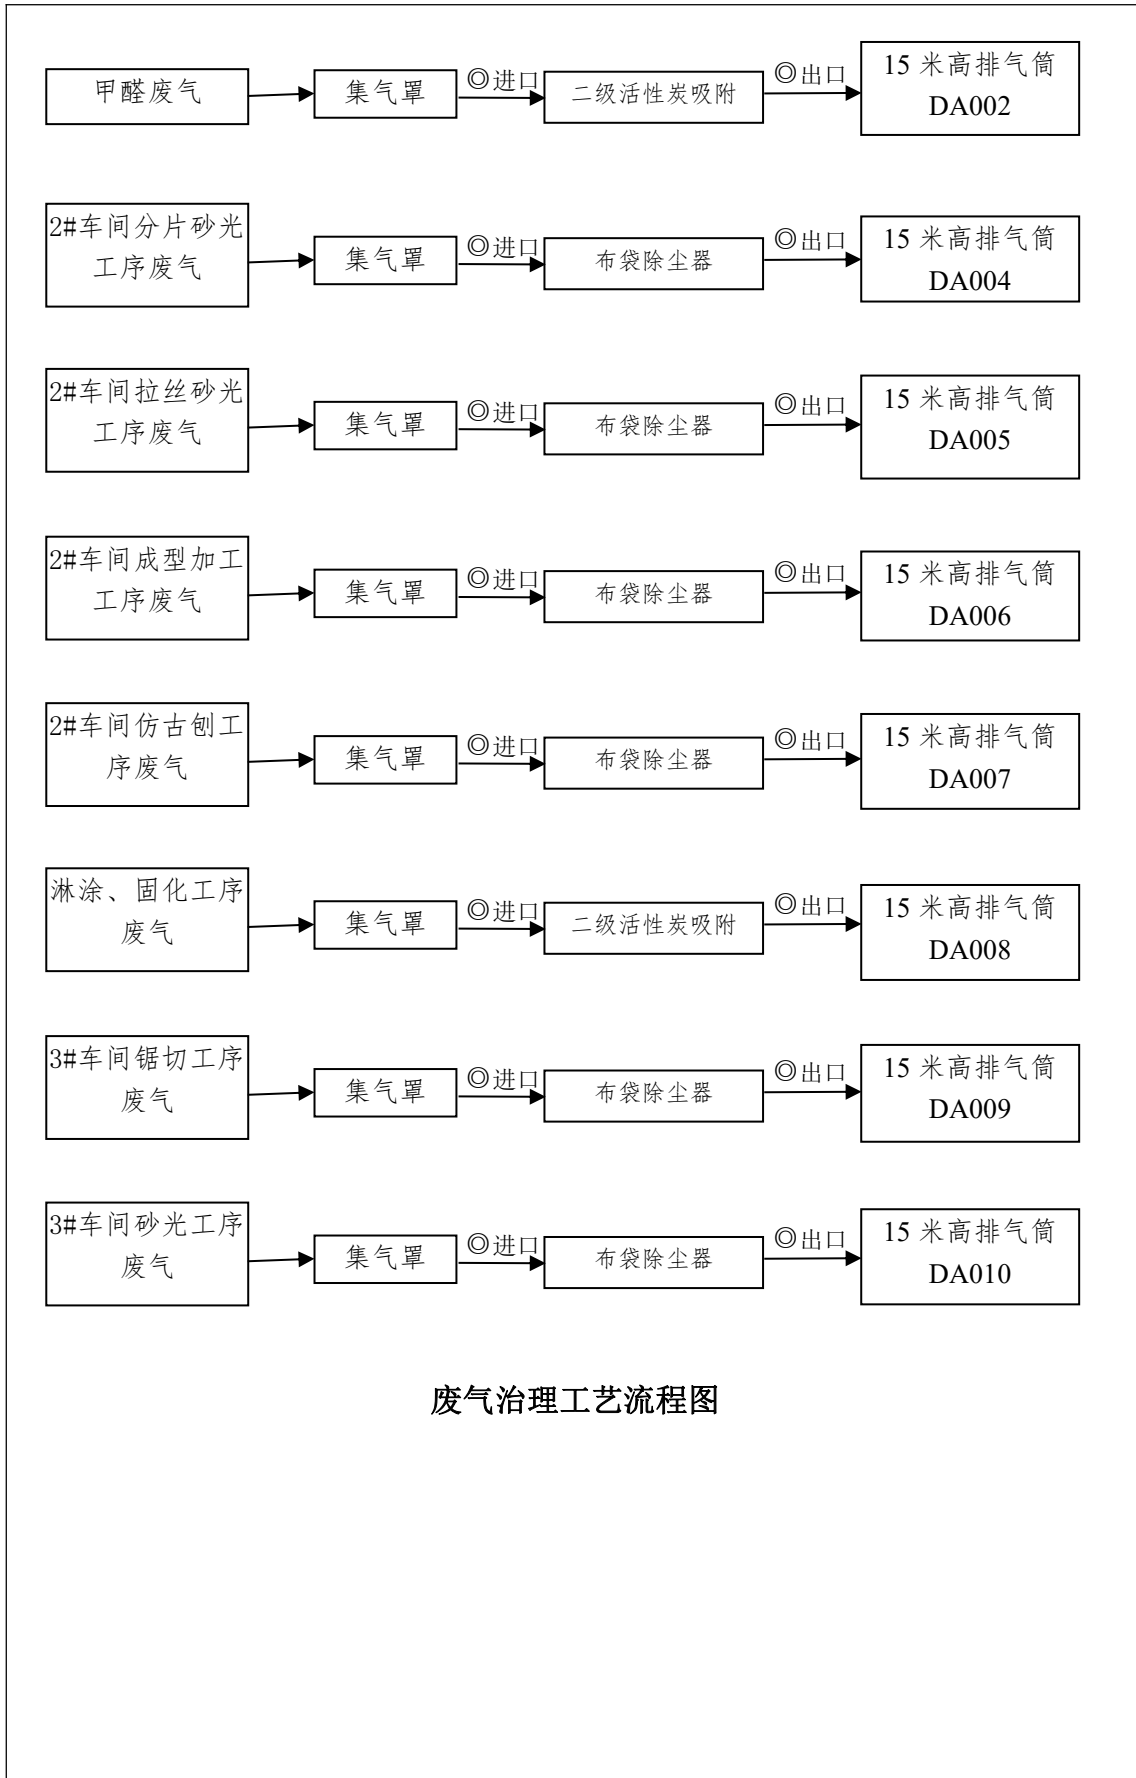 甲醛废气
集气罩
◎进口
二级活性炭吸附
◎出口
15 米高排气筒
DA002
2#车间分片砂光
工序废气
集气罩
◎进口
布袋除尘器
◎出口
15 米高排气筒
DA004
2#车间拉丝砂光
工序废气
集气罩
◎进口
布袋除尘器
◎出口
15 米高排气筒
DA005
2#车间成型加工
工序废气
集气罩
◎进口
布袋除尘器
◎出口
15 米高排气筒
DA006
2#车间仿古刨工
序废气
集气罩
◎进口
布袋除尘器
◎出口
15 米高排气筒
DA007
淋涂、固化工序
废气
集气罩
◎进口
二级活性炭吸附
◎出口
15 米高排气筒
DA008
3#车间锯切工序
废气
集气罩
◎进口
布袋除尘器
◎出口
15 米高排气筒
DA009
3#车间砂光工序
废气
集气罩
◎进口
布袋除尘器
◎出口
15 米高排气筒
DA010
废气治理工艺流程图